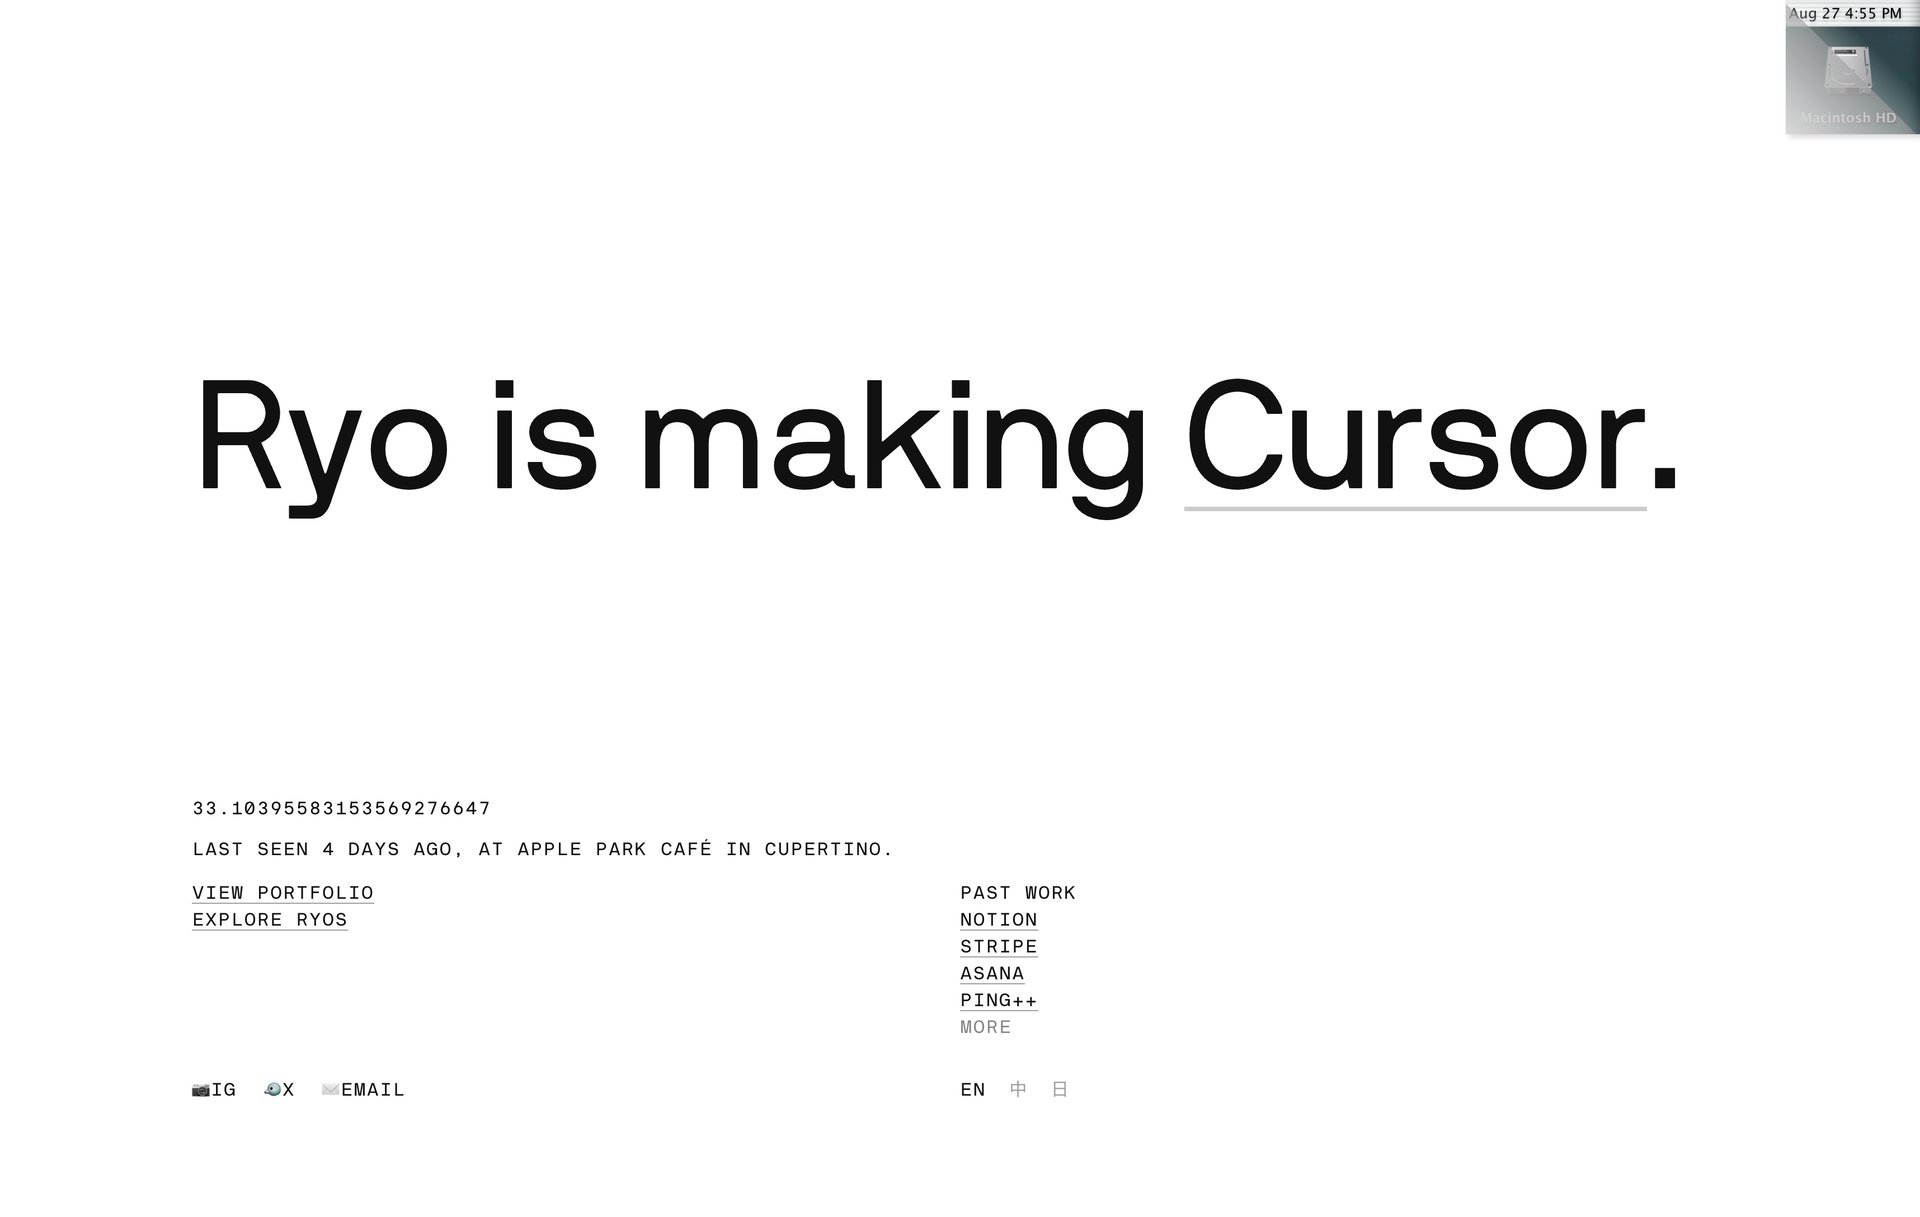 Aug 27 4:55 PM
Macintosh HD
Ryo is making Cursor.
33.10395583153569276647
LAST SEEN 4 DAYS AGO, AT APPLE PARK CAFÉ IN CUPERTINO.
VIEW PORTFOLIO
EXPLORE RYOS
PAST WORK
NOTION
STRIPE
ASANA
PING++
MORE
IG X EMAIL
EN 中 日